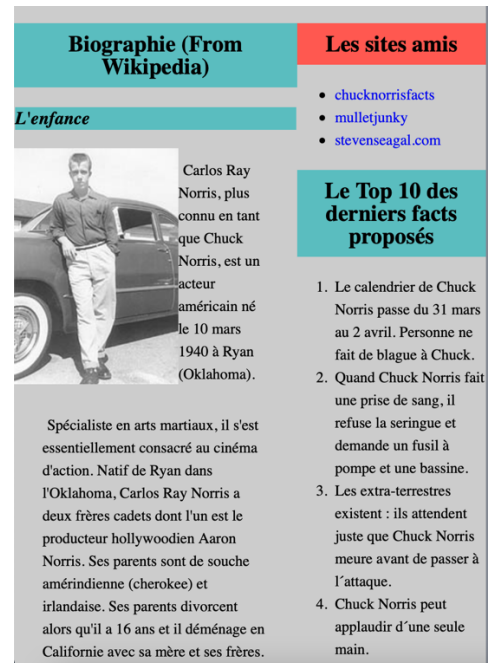 Biographie (From
Wikipedia)
L'enfance
Carlos Ray
Norris, plus
connu en tant
que Chuck
Norris, est un
acteur
américain né
le 10 mars
1940 à Ryan
(Oklahoma).
Spécialiste en arts martiaux, il s'est
essentiellement consacré au cinéma
d'action. Natif de Ryan dans
l'Oklahoma, Carlos Ray Norris a
deux frères cadets dont l'un est le
producteur hollywoodien Aaron
Norris. Ses parents sont de souche
amérindienne (cherokee) et
irlandaise. Ses parents divorcent
alors qu'il a 16 ans et il déménage en
Californie avec sa mère et ses frères.
Les sites amis
• chucknorrisfacts
• mulletjunky
• stevenseagal.com
Le Top 10 des
derniers facts
proposés
1. Le calendrier de Chuck
Norris passe du 31 mars
au 2 avril. Personne ne
fait de blague à Chuck.
2. Quand Chuck Norris fait
une prise de sang, il
refuse la seringue et
demande un fusil à
pompe et une bassine.
3. Les extra-terrestres
existent : ils attendent
juste que Chuck Norris
meure avant de passer à
l´attaque.
4. Chuck Norris peut
applaudir d´une seule
main.